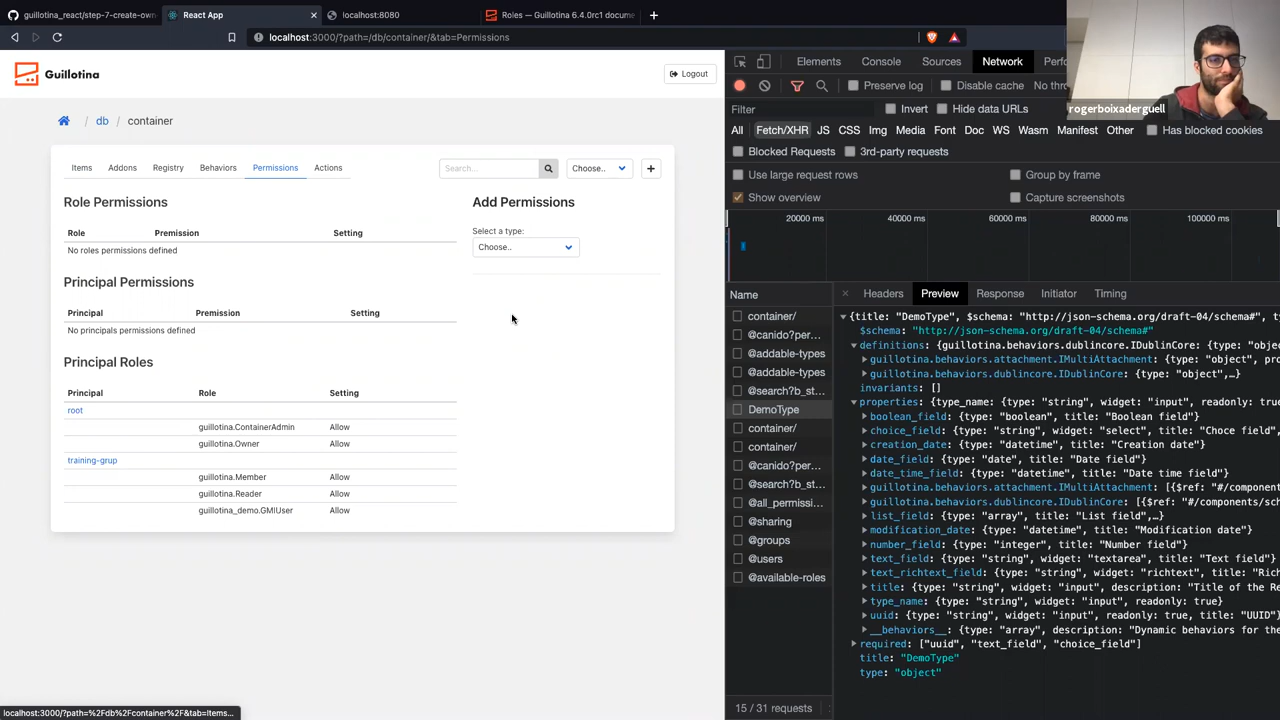 guillotina_react/step-7-create-own
React App
localhost:8080
Roles — Guillotina 6.4.0rc1 docume
localhost:3000/?path=/db/container/&tab=Permissions
Guillotina
Logout
db / container
Items Addons Registry Behaviors Permissions Actions
Search...
Choose..
Role Permissions
Role Premission Setting
No roles permissions defined
Principal Permissions
Principal Premission Setting
No principals permissions defined
Principal Roles
Principal Role Setting
root
guillotina.ContainerAdmin Allow
guillotina.Owner Allow
training-grup
guillotina.Member Allow
guillotina.Reader Allow
guillotina_demo.GMIUser Allow
Add Permissions
Select a type:
Choose..
localhost:3000/?path=%2Fdb%2Fcontainer%2F&tab=Items...
Elements Console Sources Network Perfo
Preserve log Disable cache No thro
Filter Invert Hide data URLs
All Fetch/XHR JS CSS Img Media Font Doc WS Wasm Manifest Other Has blocked cookies
Blocked Requests 3rd-party requests
Use large request rows Group by frame
Show overview Capture screenshots
20000 ms 40000 ms 60000 ms 80000 ms 100000 ms
Name
container/
@canido?per...
@addable-types
@addable-types
@search?b_st...
DemoType
container/
container/
@canido?per...
@search?b_st...
@all_permissi...
@sharing
@groups
@users
@available-roles
15 / 31 requests
Headers Preview Response Initiator Timing
{title: "DemoType", $schema: "http://json-schema.org/draft-04/schema#", ty
$schema: "http://json-schema.org/draft-04/schema#"
definitions: {guillotina.behaviors.dublincore.IDublinCore: {type: "objec
guillotina.behaviors.attachment.IMultiAttachment: {type: "object", pro
guillotina.behaviors.dublincore.IDublinCore: {type: "object",…}
invariants: []
properties: {type_name: {type: "string", widget: "input", readonly: true
boolean_field: {type: "boolean", title: "Boolean field"}
choice_field: {type: "string", widget: "select", title: "Choce field",
creation_date: {type: "datetime", title: "Creation date"}
date_field: {type: "date", title: "Date field"}
date_time_field: {type: "datetime", title: "Date time field"}
guillotina.behaviors.attachment.IMultiAttachment: [{$ref: "#/component
guillotina.behaviors.dublincore.IDublinCore: [{$ref: "#/components/sch
list_field: {type: "array", title: "List field",…}
modification_date: {type: "datetime", title: "Modification date"}
number_field: {type: "integer", title: "Number field"}
text_field: {type: "string", widget: "textarea", title: "Text field"}
text_richtext_field: {type: "string", widget: "richtext", title: "Rich
title: {type: "string", widget: "input", description: "Title of the Re
type_name: {type: "string", widget: "input", readonly: true}
uuid: {type: "string", widget: "input", readonly: true, title: "UUID"}
__behaviors__: {type: "array", description: "Dynamic behaviors for the
required: ["uuid", "text_field", "choice_field"]
title: "DemoType"
type: "object"
rogerboixaderguell